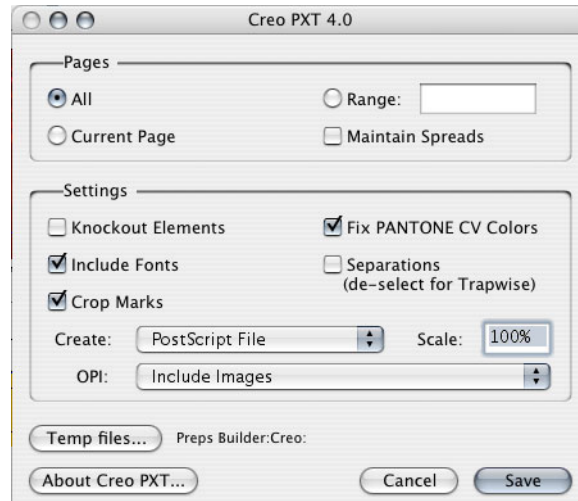 Creo PXT 4.0
Pages
All
Range:
Current Page
Maintain Spreads
Settings
Knockout Elements
Fix PANTONE CV Colors
Include Fonts
Separations
(de-select for Trapwise)
Crop Marks
Create: PostScript File Scale: 100%
OPI: Include Images
Temp files... Preps Builder:Creo:
About Creo PXT... Cancel Save